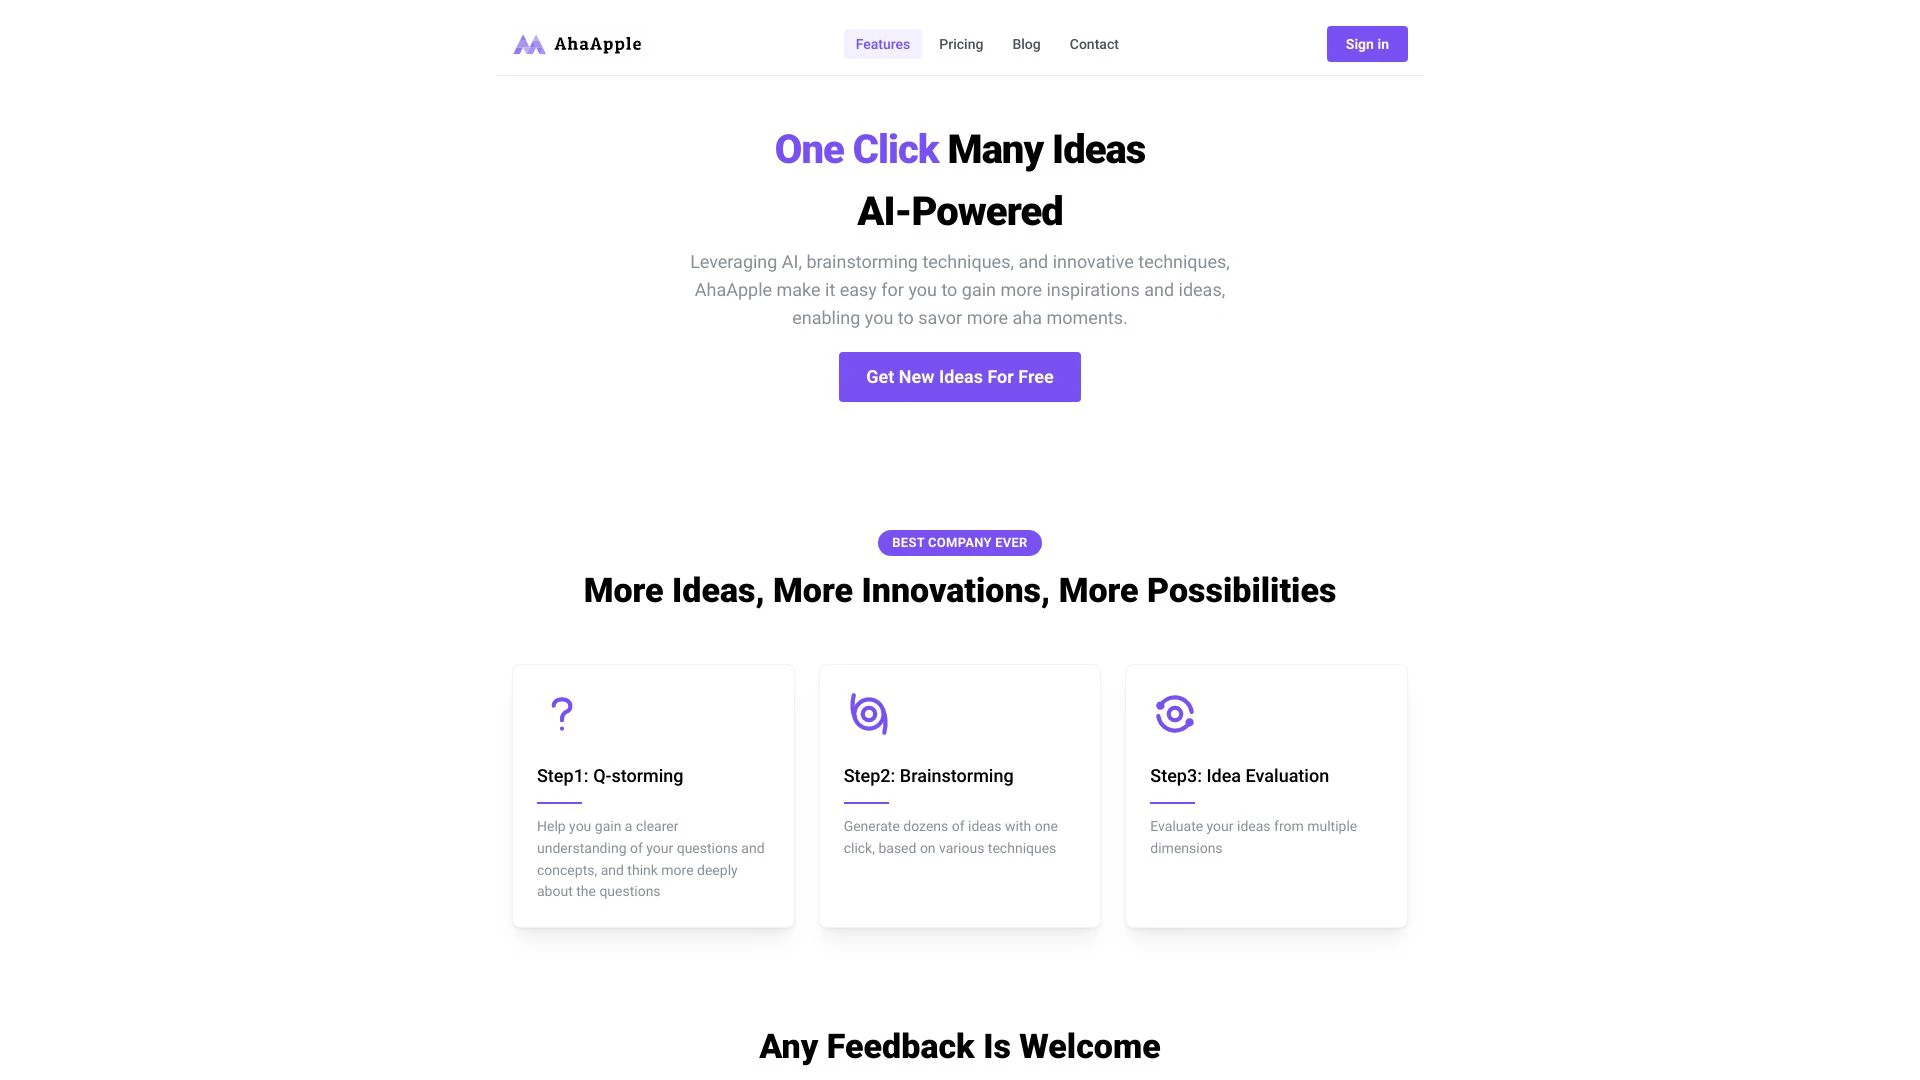 AhaApple
Features
Pricing
Blog
Contact
Sign in
One Click Many Ideas
AI-Powered
Leveraging AI, brainstorming techniques, and innovative techniques,
AhaApple make it easy for you to gain more inspirations and ideas,
enabling you to savor more aha moments.
Get New Ideas For Free
BEST COMPANY EVER
More Ideas, More Innovations, More Possibilities
Step1: Q-storming
Help you gain a clearer
understanding of your questions and
concepts, and think more deeply
about the questions
Step2: Brainstorming
Generate dozens of ideas with one
click, based on various techniques
Step3: Idea Evaluation
Evaluate your ideas from multiple
dimensions
Any Feedback Is Welcome